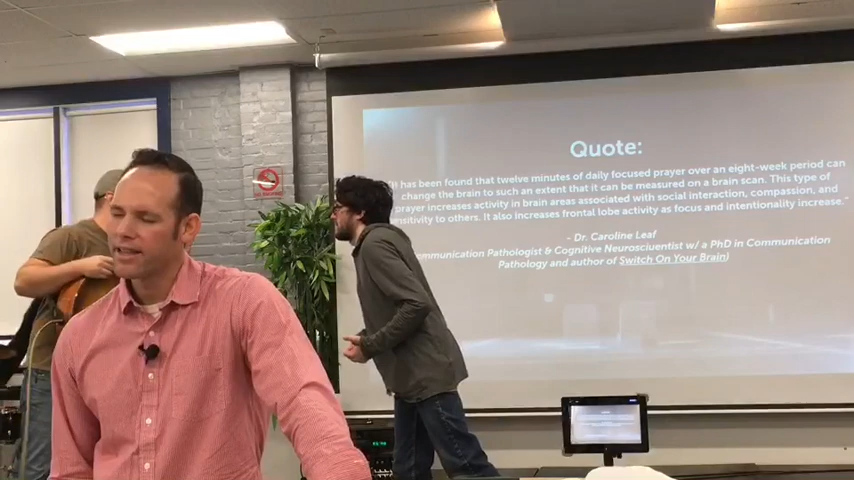 Quote:
has been found that twelve minutes of daily focused prayer over an eight-week period can
change the brain to such an extent that it can be measured on a brain scan. This type of
prayer increases activity in brain areas associated with social interaction, compassion, and
sensitivity to others. It also increases frontal lobe activity as focus and intentionality increase.
- Dr. Caroline Leaf
Communication Pathologist & Cognitive Neuroscientist w/ a PhD in Communication
Pathology and author of Switch On Your Brain